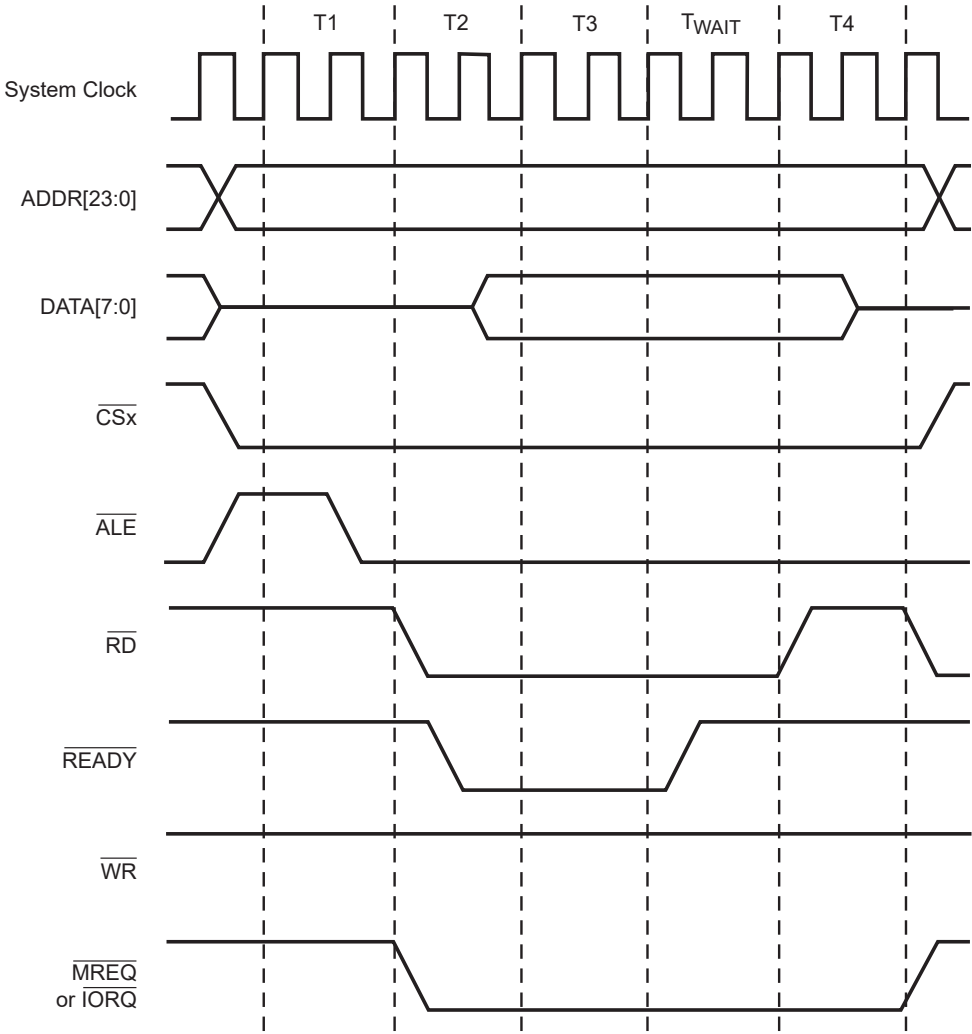 T1 T2 T3 TWAIT T4
System Clock
ADDR[23:0]
DATA[7:0]
CSx
ALE
RD
READY
WR
MREQ
or IORQ